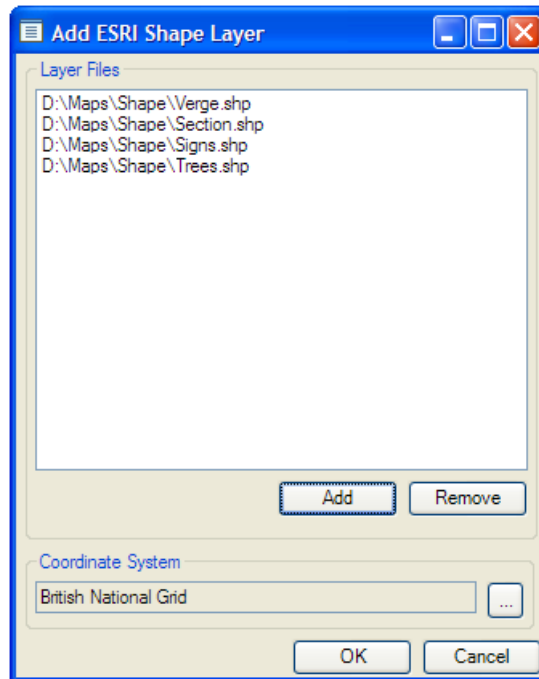 Add ESRI Shape Layer
Layer Files
D:\Maps\Shape\Verge.shp
D:\Maps\Shape\Section.shp
D:\Maps\Shape\Signs.shp
D:\Maps\Shape\Trees.shp
Add Remove
Coordinate System
British National Grid ...
OK Cancel